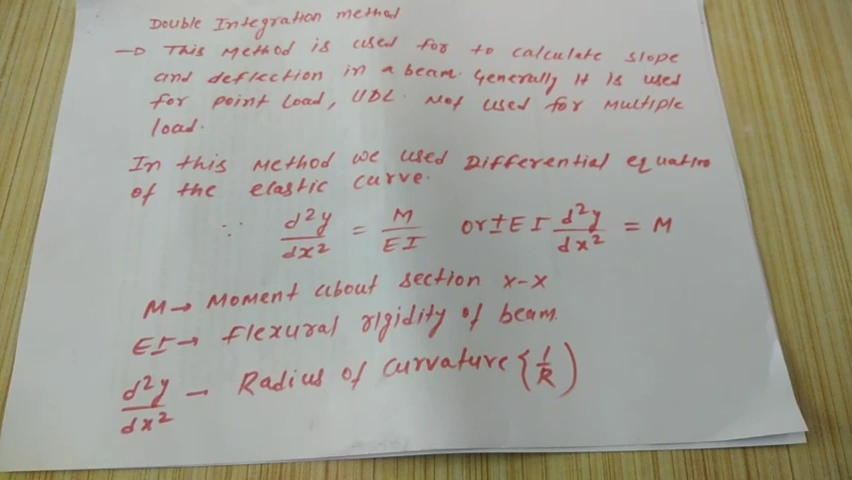 Double Integration method
→ This Method is used for to calculate slope
and deflection in a beam. Generally it is used
for point Load, UDL. Not used for multiple
load.
In this Method we used Differential equation
of the elastic curve.
∵ d²y/dx² = M/EI or ± EI d²y/dx² = M
M → Moment about section x-x
EI → Flexural rigidity of beam.
d²y/dx² → Radius of curvature {1/R)